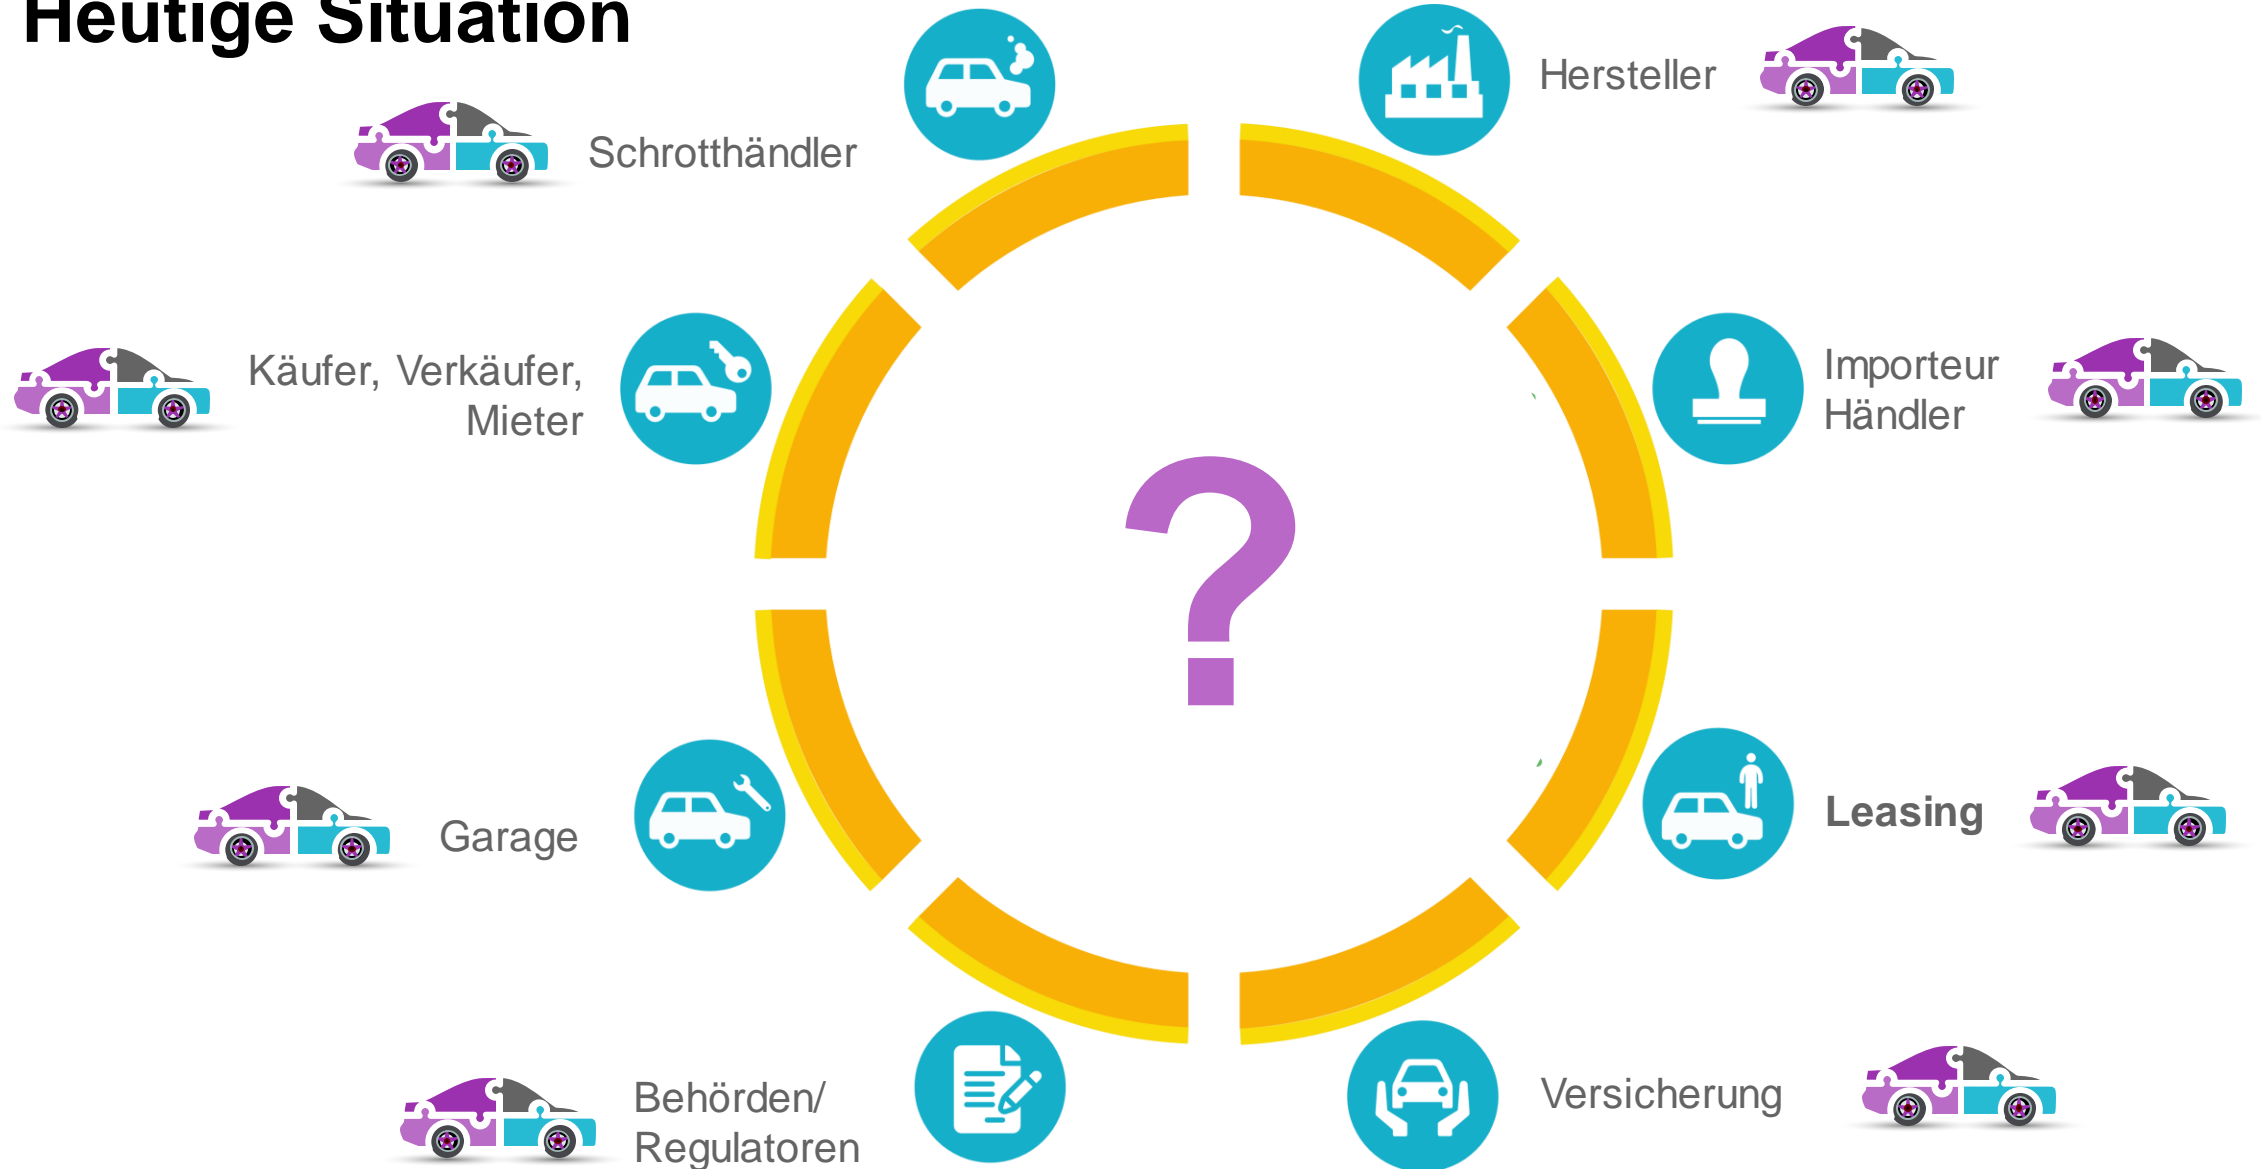 Heutige Situation
Hersteller
Schrotthändler
Importeur
Händler
Käufer, Verkäufer,
Mieter
?
Leasing
Garage
Versicherung
Behörden/
Regulatoren